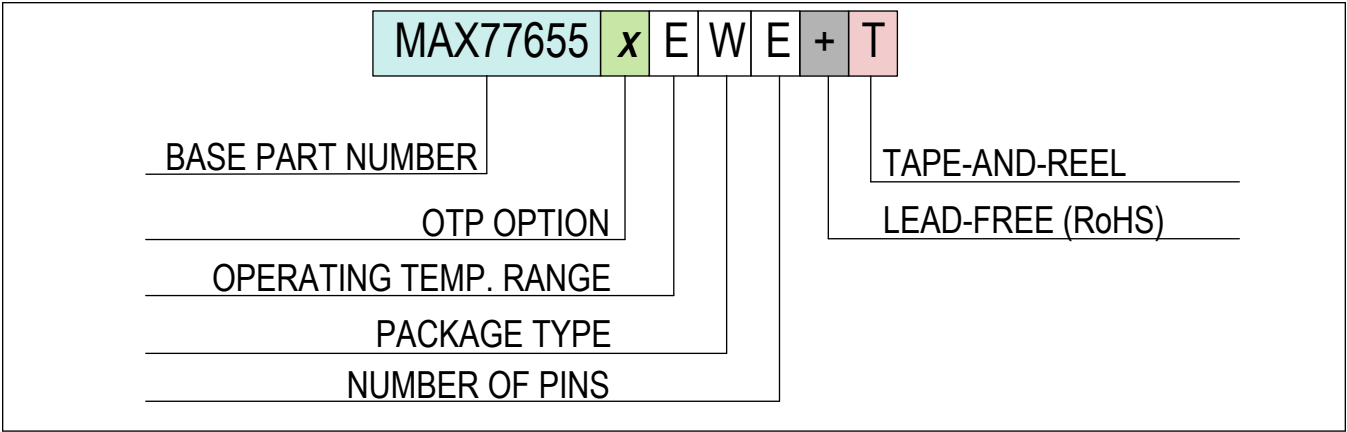 MAX77655 x E W E + T
BASE PART NUMBER
TAPE-AND-REEL
OTP OPTION
LEAD-FREE (RoHS)
OPERATING TEMP. RANGE
PACKAGE TYPE
NUMBER OF PINS